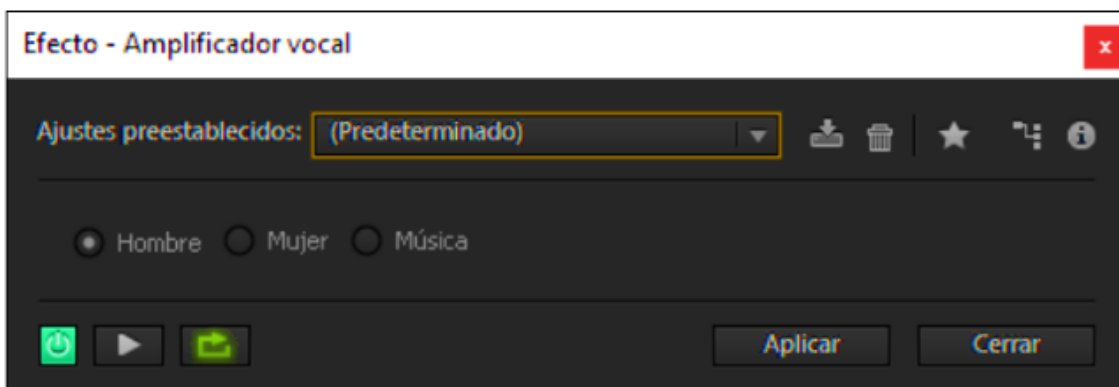 Efecto - Amplificador vocal
x
Ajustes preestablecidos: (Predeterminado)
Hombre Mujer Música
Aplicar Cerrar